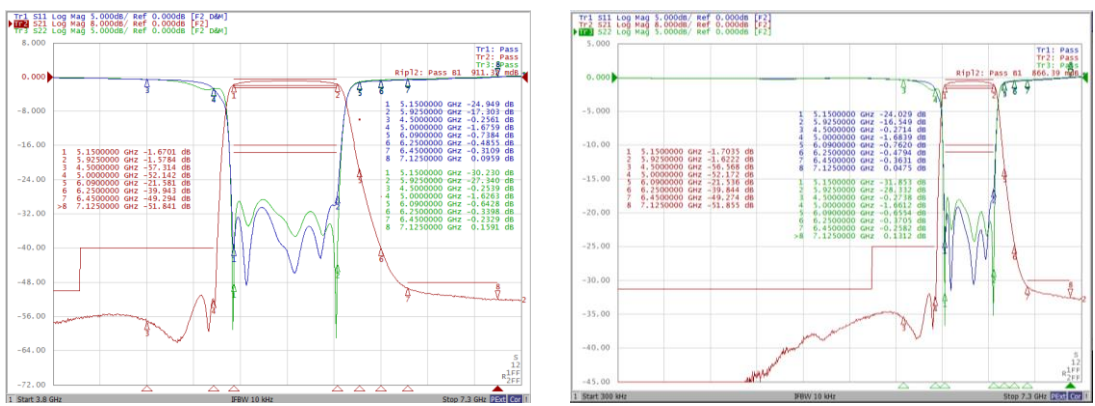 Tr1 S11 Log Mag 5.000dB/ Ref 0.000dB [F2 D&M]
Tr2 S21 Log Mag 8.000dB/ Ref 0.000dB [F2]
Tr3 S22 Log Mag 5.000dB/ Ref 0.000dB [F2 D&M]
8.000
0.000
-8.000
-16.00
-24.00
-32.00
-40.00
-48.00
-56.00
-64.00
-72.00
Tr1: Pass
Tr2: Pass
Tr3: Pass
Ripl2: Pass B1
1 5.1500000 GHz -24.949 dB
2 5.9250000 GHz -17.303 dB
3 4.5000000 GHz -0.2561 dB
4 5.0000000 GHz -1.6759 dB
5 6.0900000 GHz -0.7384 dB
6 6.2500000 GHz -0.4855 dB
7 6.4500000 GHz -0.3109 dB
8 7.1250000 GHz 0.0959 dB
1 5.1500000 GHz -1.6701 dB
2 5.9250000 GHz -1.5784 dB
3 4.5000000 GHz -57.314 dB
4 5.0000000 GHz -52.142 dB
5 6.0900000 GHz -21.581 dB
6 6.2500000 GHz -39.943 dB
7 6.4500000 GHz -49.294 dB
>8 7.1250000 GHz -51.841 dB
1 5.1500000 GHz -30.230 dB
2 5.9250000 GHz -27.340 dB
3 4.5000000 GHz -0.2539 dB
4 5.0000000 GHz -1.6263 dB
5 6.0900000 GHz -0.6428 dB
6 6.2500000 GHz -0.3398 dB
7 6.4500000 GHz -0.2329 dB
8 7.1250000 GHz 0.1591 dB
1 Start 3.8 GHz IFBW 10 kHz Stop 7.3 GHz PExt Cor !
Tr1 S11 Log Mag 5.000dB/ Ref 0.000dB [F2]
Tr2 S21 Log Mag 8.000dB/ Ref 0.000dB [F2]
Tr3 S22 Log Mag 5.000dB/ Ref 0.000dB [F2]
5.000
0.000
-5.000
-10.00
-15.00
-20.00
-25.00
-30.00
-35.00
-40.00
-45.00
Tr1: Pass
Tr2: Pass
Tr3: Pass
Ripl2: Pass B1 866.39 mdB
1 5.1500000 GHz -24.029 dB
2 5.9250000 GHz -16.549 dB
3 4.5000000 GHz -0.2714 dB
4 5.0000000 GHz -1.6839 dB
5 6.0900000 GHz -0.7620 dB
6 6.2500000 GHz -0.4794 dB
7 6.4500000 GHz -0.3631 dB
8 7.1250000 GHz 0.0475 dB
1 5.1500000 GHz -1.7035 dB
2 5.9250000 GHz -1.6222 dB
3 4.5000000 GHz -56.568 dB
4 5.0000000 GHz -52.172 dB
5 6.0900000 GHz -21.536 dB
6 6.2500000 GHz -39.844 dB
7 6.4500000 GHz -49.274 dB
>8 7.1250000 GHz -51.855 dB
1 5.1500000 GHz -31.853 dB
2 5.9250000 GHz -28.332 dB
3 4.5000000 GHz -0.2738 dB
4 5.0000000 GHz -1.6612 dB
5 6.0900000 GHz -0.6554 dB
6 6.2500000 GHz -0.3705 dB
7 6.4500000 GHz -0.2582 dB
>8 7.1250000 GHz 0.1312 dB
1 Start 300 kHz IFBW 10 kHz Stop 7.3 GHz PExt Cor !